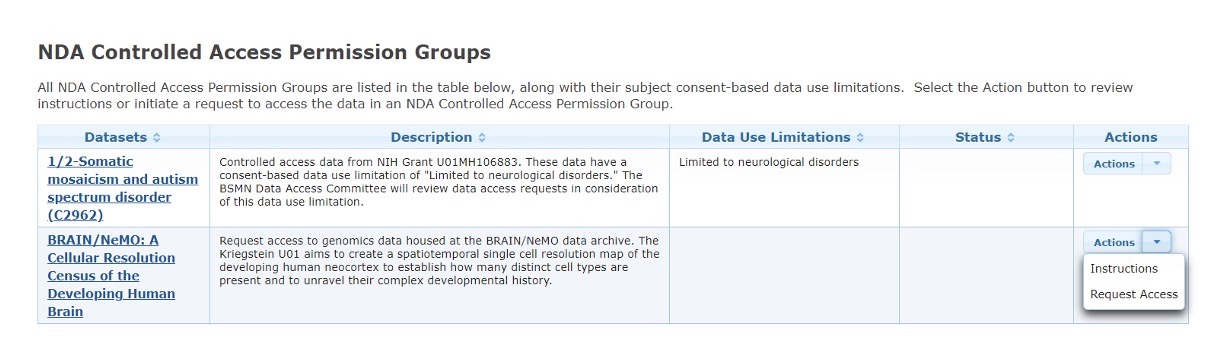 NDA Controlled Access Permission Groups
All NDA Controlled Access Permission Groups are listed in the table below, along with their subject consent-based data use limitations.  Select the Action button to review
instructions or initiate a request to access the data in an NDA Controlled Access Permission Group.
Datasets Description Data Use Limitations Status Actions
1/2-Somatic
mosaicism and autism
spectrum disorder
(C2962)
Controlled access data from NIH Grant U01MH106883. These data have a
consent-based data use limitation of "Limited to neurological disorders." The
BSMN Data Access Committee will review data access requests in consideration
of this data use limitation.
Limited to neurological disorders
Actions
BRAIN/NeMO: A
Cellular Resolution
Census of the
Developing Human
Brain
Request access to genomics data housed at the BRAIN/NeMO data archive. The
Kriegstein U01 aims to create a spatiotemporal single cell resolution map of the
developing human neocortex to establish how many distinct cell types are
present and to unravel their complex developmental history.
Actions
Instructions
Request Access